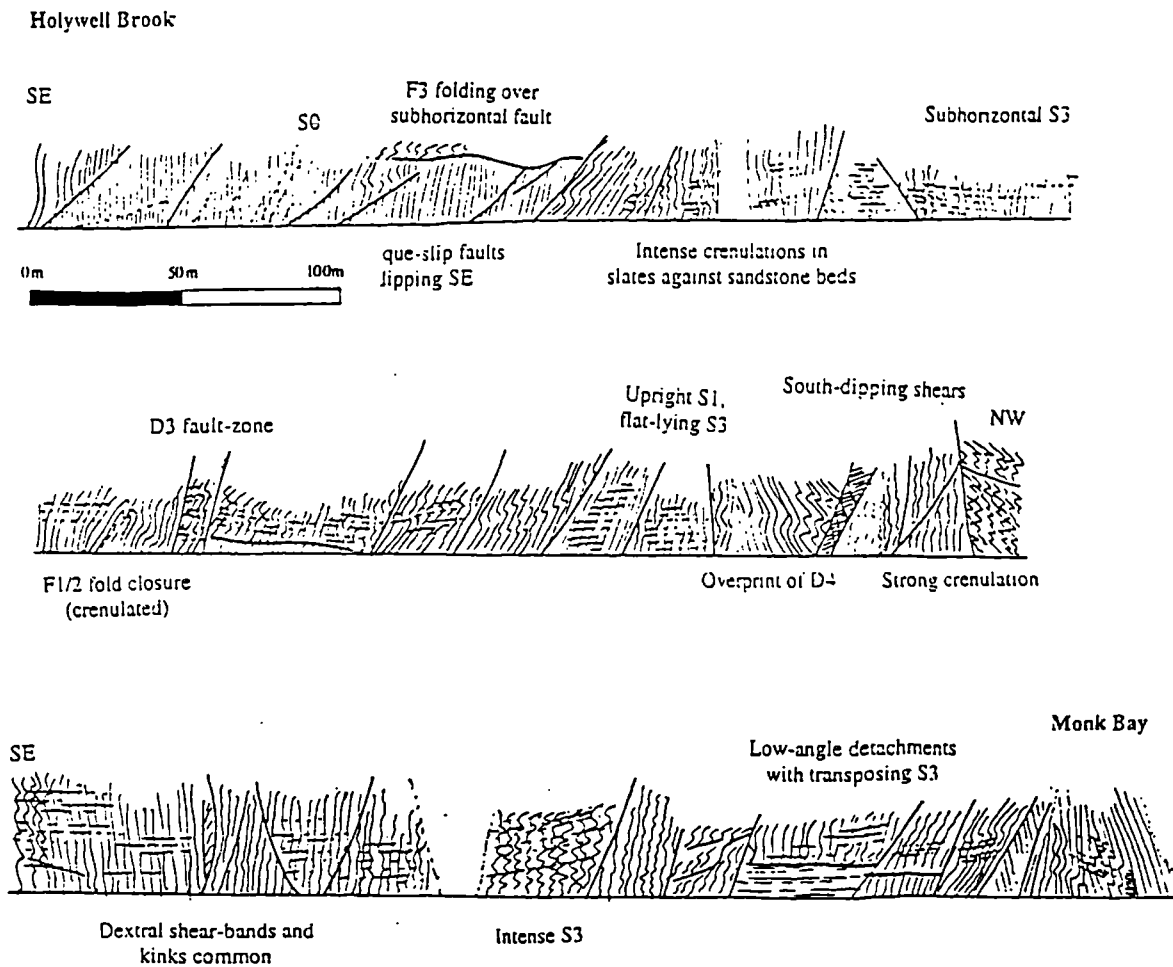 Holywell Brook
SE
S0
F3 folding over
subhorizontal fault
Subhorizontal S3
que-slip faults
dipping SE
Intense crenulations in
slates against sandstone beds
0m 50m 100m
D3 fault-zone
Upright S1,
flat-lying S3
South-dipping shears
NW
F1/2 fold closure
(crenulated)
Overprint of D4
Strong crenulation
SE
Low-angle detachments
with transposing S3
Monk Bay
Dextral shear-bands and
kinks common
Intense S3